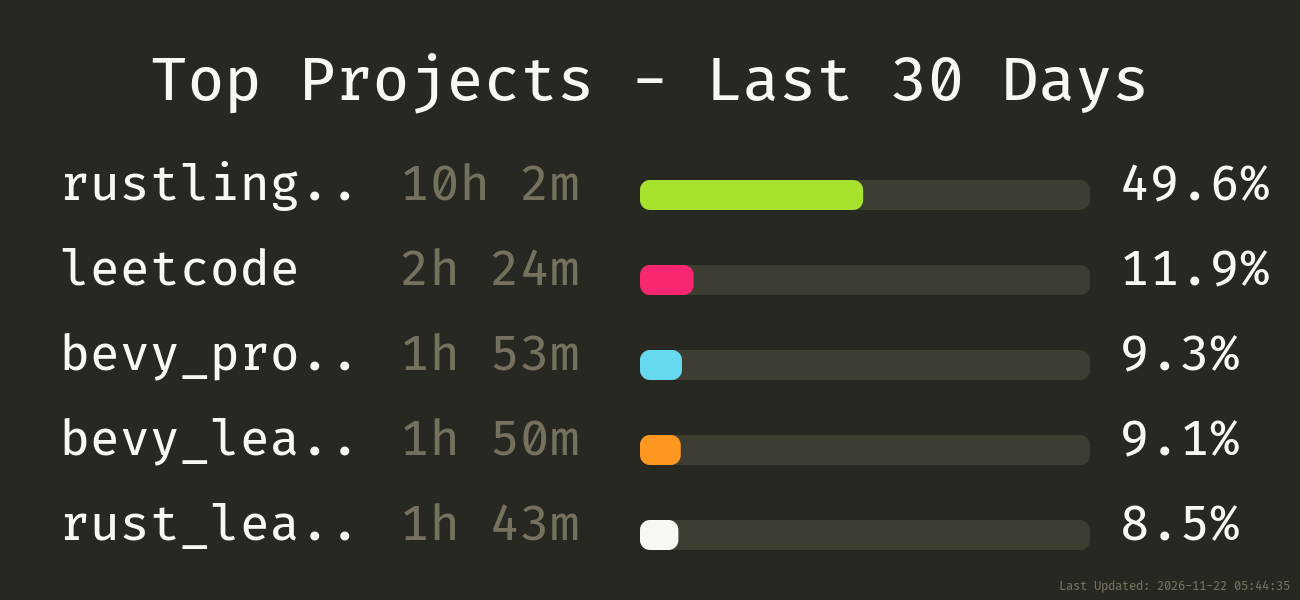 Top Projects - Last 30 Days
rustling.. 10h 2m 49.6%
leetcode 2h 24m 11.9%
bevy_pro.. 1h 53m 9.3%
bevy_lea.. 1h 50m 9.1%
rust_lea.. 1h 43m 8.5%
Last Updated: 2026-11-22 05:44:35